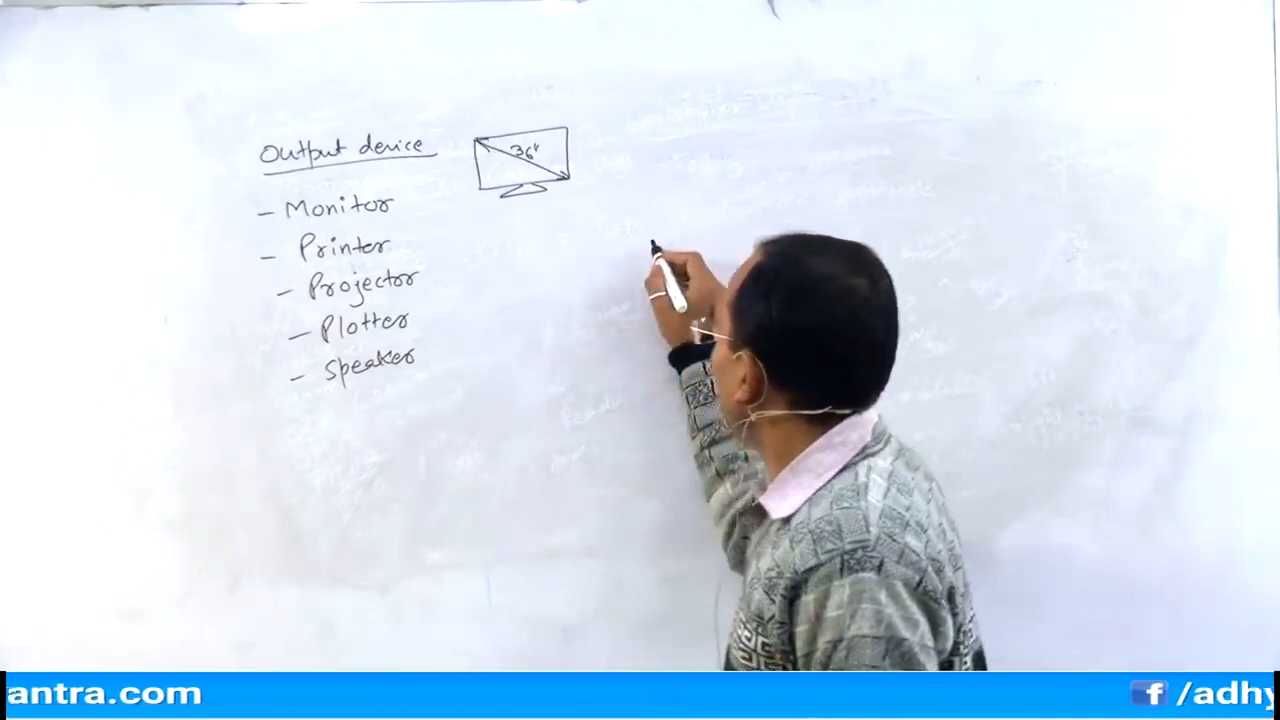 Output device
36"
- Monitor
- Printer
- Projector
- Plotter
- Speaker
antra.com
f /adhy